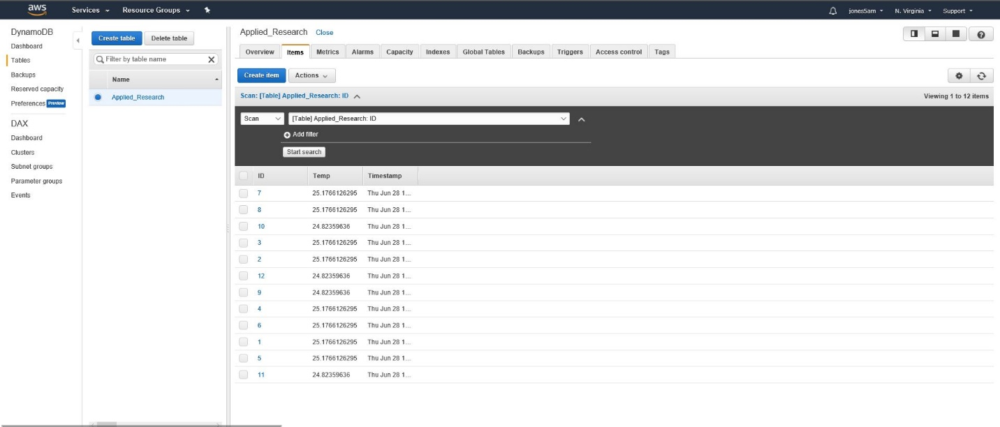 aws Services Resource Groups jones5am N. Virginia Support
DynamoDB
Dashboard
Tables
Backups
Reserved capacity
Preferences Preview
DAX
Dashboard
Clusters
Subnet groups
Parameter groups
Events
Create table Delete table
Filter by table name
Name
Applied_Research
Applied_Research Close
Overview Items Metrics Alarms Capacity Indexes Global Tables Backups Triggers Access control Tags
Create item Actions
Scan: [Table] Applied_Research: ID Viewing 1 to 12 items
Scan [Table] Applied_Research: ID
Add filter
Start search
ID Temp Timestamp
7 25.1766126295 Thu Jun 28 1...
8 25.1766126295 Thu Jun 28 1...
10 24.82359636 Thu Jun 28 1...
3 25.1766126295 Thu Jun 28 1...
2 25.1766126295 Thu Jun 28 1...
12 24.82359636 Thu Jun 28 1...
9 24.82359636 Thu Jun 28 1...
4 25.1766126295 Thu Jun 28 1...
6 25.1766126295 Thu Jun 28 1...
1 25.1766126295 Thu Jun 28 1...
5 25.1766126295 Thu Jun 28 1...
11 24.82359636 Thu Jun 28 1...